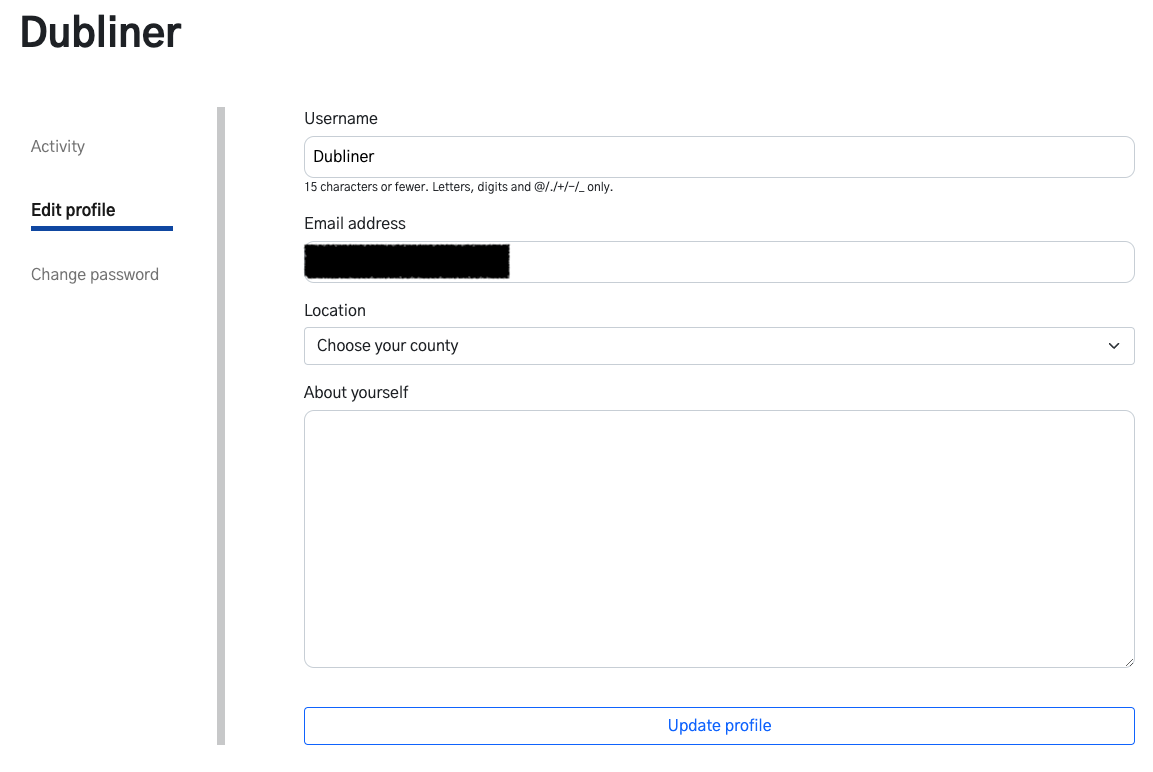 Dubliner
Activity
Edit profile
Change password
Username
Dubliner
15 characters or fewer. Letters, digits and @/./+/-/_ only.
Email address
Location
Choose your county
About yourself
Update profile